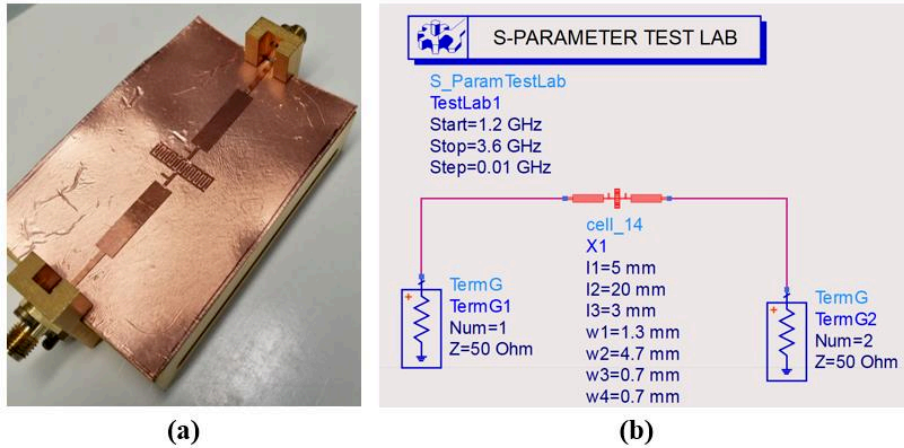 S-PARAMETER TEST LAB
S_ParamTestLab
TestLab1
Start=1.2 GHz
Stop=3.6 GHz
Step=0.01 GHz
cell_14
X1
l1=5 mm
l2=20 mm
l3=3 mm
w1=1.3 mm
w2=4.7 mm
w3=0.7 mm
w4=0.7 mm
+
TermG
TermG1
Num=1
Z=50 Ohm
+
TermG
TermG2
Num=2
Z=50 Ohm
(a)
(b)